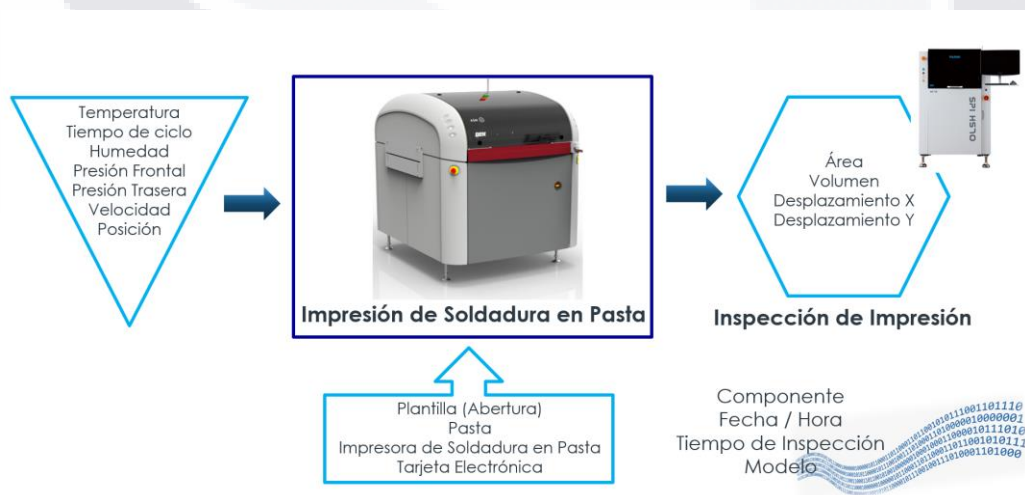 Temperatura
Tiempo de ciclo
Humedad
Presión Frontal
Presión Trasera
Velocidad
Posición
Impresión de Soldadura en Pasta
Plantilla (Abertura)
Pasta
Impresora de Soldadura en Pasta
Tarjeta Electrónica
SPI HS70
Área
Volumen
Desplazamiento X
Desplazamiento Y
Inspección de Impresión
Componente
Fecha / Hora
Tiempo de Inspección
Modelo